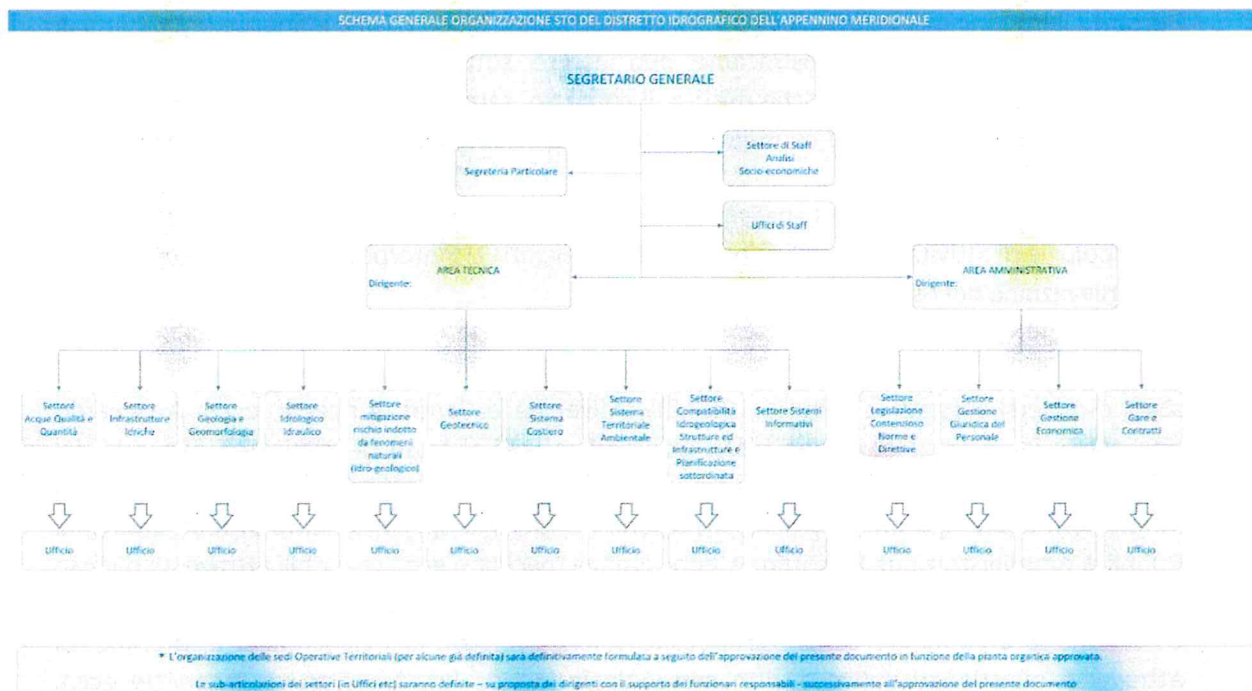 SCHEMA GENERALE ORGANIZZAZIONE STO DEL DISTRETTO IDROGRAFICO DELL'APPENNINO MERIDIONALE
SEGRETARIO GENERALE
Settore di Staff
Analisi
Socio-economiche
Segreteria Particolare
Uffici di Staff
AREA TECNICA
Dirigente:
AREA AMMINISTRATIVA
Dirigente:
Settore
Acque Qualità e
Quantità
Settore
Infrastrutture
Idriche
Settore
Geologia e
Geomorfologia
Settore
Idrologico
Idraulico
Settore
mitigazione
rischio indotto
da fenomeni
naturali
(idro-geologico)
Settore
Geotecnico
Settore
Sistema
Costiero
Settore
Sistema
Territoriale
Ambientale
Settore
Compatibilità
Idrogeologica
Strutture ed
Infrastrutture e
Planificazione
sottordinata
Settore Sistemi
Informativi
Settore
Legislazione
Contenzioso
Norme e
Direttive
Settore
Gestione
Giuridica del
Personale
Settore
Gestione
Economica
Settore
Gare e
Contratti
Ufficio
Ufficio
Ufficio
Ufficio
Ufficio
Ufficio
Ufficio
Ufficio
Ufficio
Ufficio
Ufficio
Ufficio
Ufficio
Ufficio
* L'organizzazione delle sedi Operative Territoriali (per alcune già definita) sarà definitivamente formulata a seguito dell'approvazione del presente documento in funzione della pianta organica approvata.
Le sub-articolazioni dei settori (in Uffici etc) saranno definite – su proposta dei dirigenti con il supporto dei funzionari responsabili – successivamente all'approvazione del presente documento